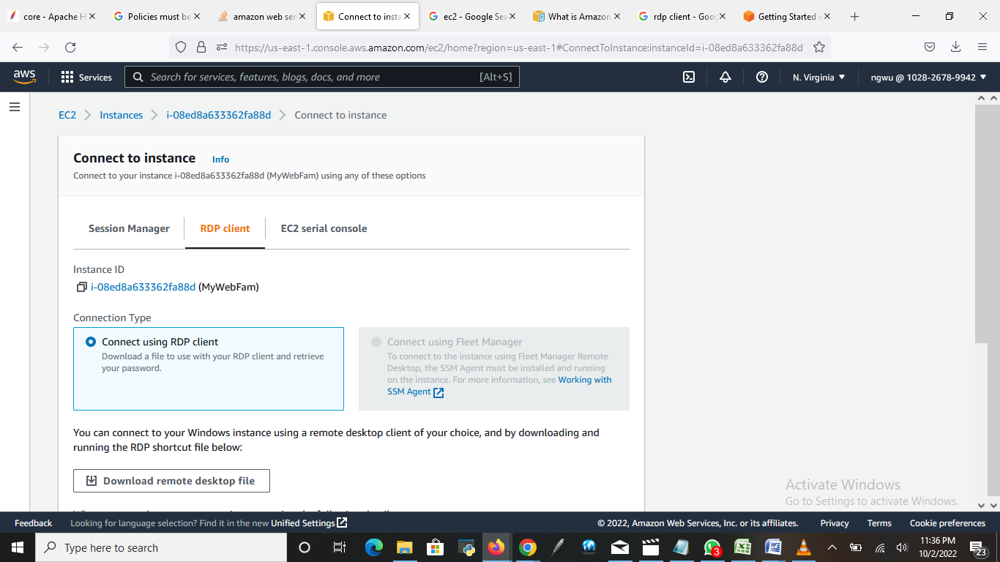 core - Apache H
Policies must be
amazon web ser
Connect to insta
ec2 - Google Sea
What is Amazon
rdp client - Goog
Getting Started w
https://us-east-1.console.aws.amazon.com/ec2/home?region=us-east-1#ConnectToInstance:instanceId=i-08ed8a633362fa88d
aws
Services
Search for services, features, blogs, docs, and more
[Alt+S]
N. Virginia
ngwu @ 1028-2678-9942
EC2
Instances
i-08ed8a633362fa88d
Connect to instance
Connect to instance
Info
Connect to your instance i-08ed8a633362fa88d (MyWebFam) using any of these options
Session Manager
RDP client
EC2 serial console
Instance ID
i-08ed8a633362fa88d (MyWebFam)
Connection Type
Connect using RDP client
Download a file to use with your RDP client and retrieve
your password.
Connect using Fleet Manager
To connect to the instance using Fleet Manager Remote
Desktop, the SSM Agent must be installed and running
on the instance. For more information, see Working with
SSM Agent
You can connect to your Windows instance using a remote desktop client of your choice, and by downloading and
running the RDP shortcut file below:
Download remote desktop file
Activate Windows
Go to Settings to activate Windows.
Feedback
Looking for language selection? Find it in the new Unified Settings
© 2022, Amazon Web Services, Inc. or its affiliates.
Privacy
Terms
Cookie preferences
Type here to search
3
11:36 PM
10/2/2022
23